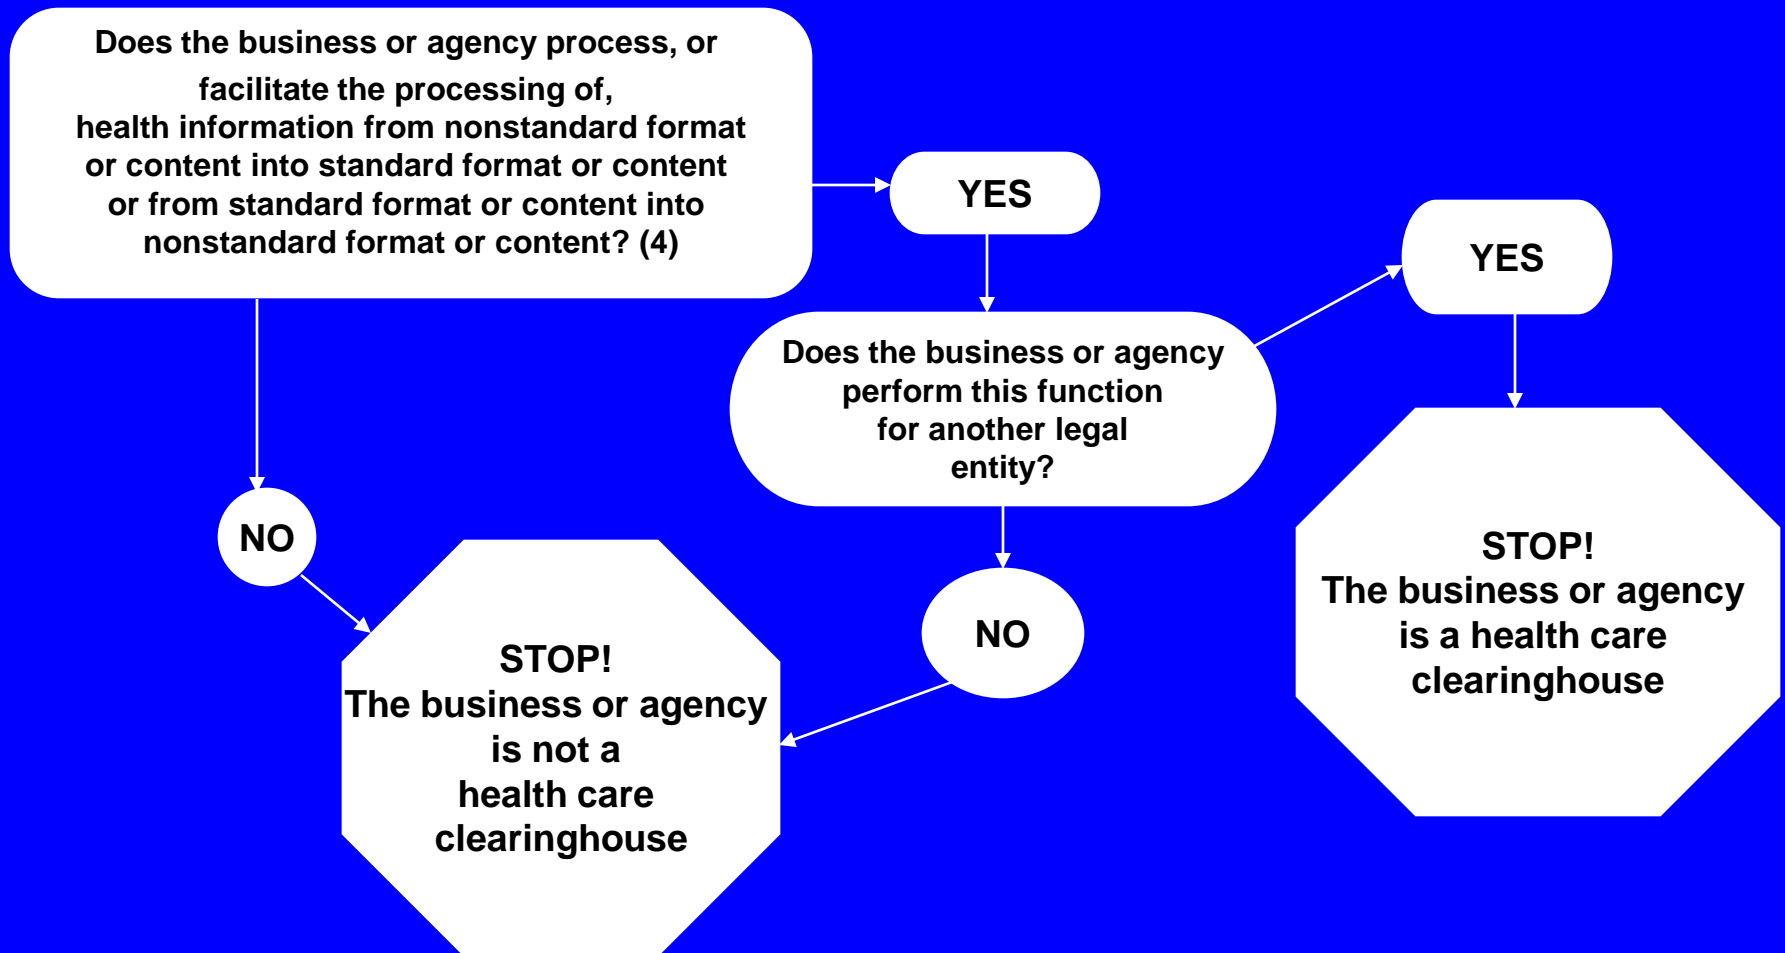 Does the business or agency process, or
facilitate the processing of,
health information from nonstandard format
or content into standard format or content
or from standard format or content into
nonstandard format or content? (4)
YES
YES
Does the business or agency
perform this function
for another legal
entity?
NO
NO
STOP!
The business or agency
is a health care
clearinghouse
STOP!
The business or agency
is not a
health care
clearinghouse